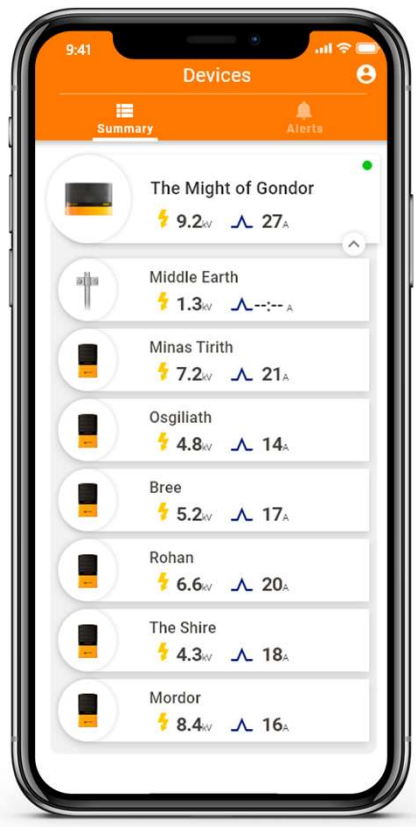 9:41
Devices
Summary
Alerts
The Might of Gondor
9.2kV 27A
Middle Earth
1.3kV --:-- A
Minas Tirith
7.2kV 21A
Osgiliath
4.8kV 14A
Bree
5.2kV 17A
Rohan
6.6kV 20A
The Shire
4.3kV 18A
Mordor
8.4kV 16A